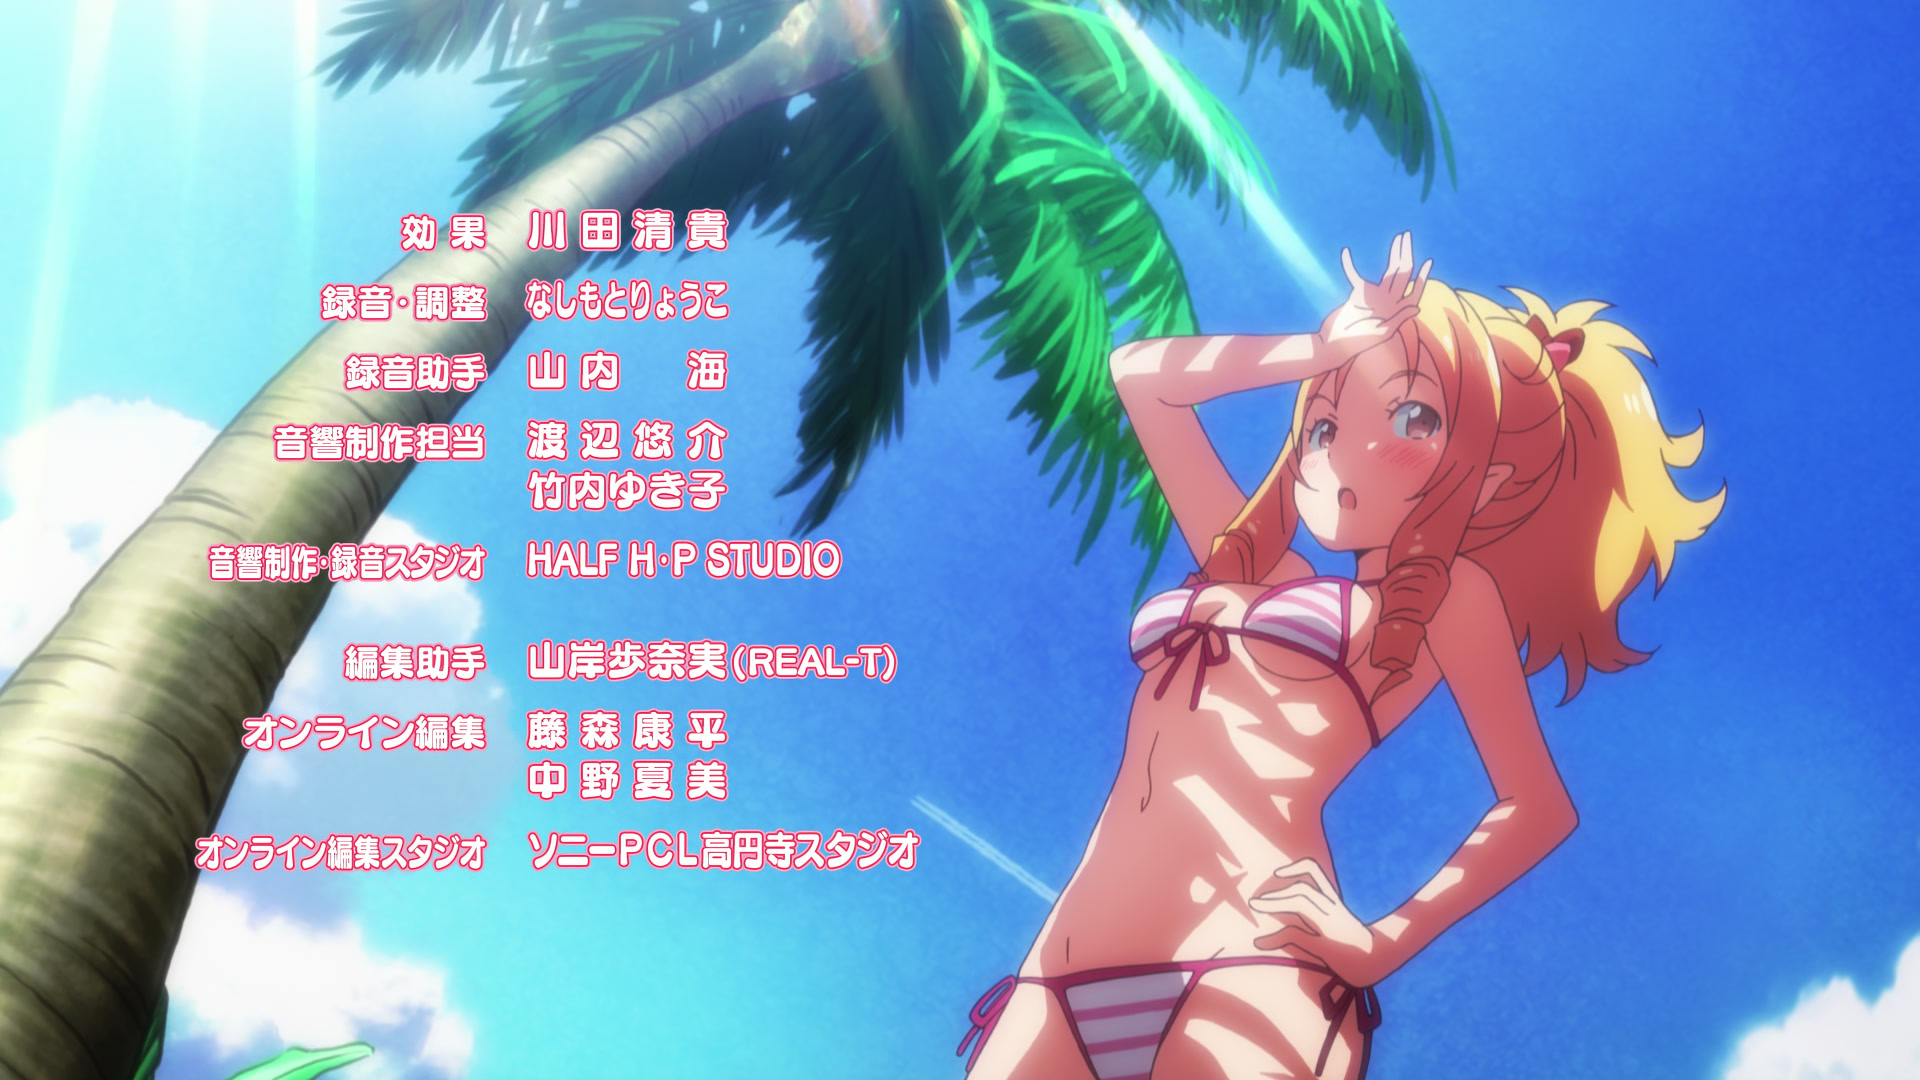 効果 川田清貴
録音・調整 なしもとりょうこ
録音助手 山内 海
音響制作担当 渡辺悠介
竹内ゆき子
音響制作・録音スタジオ HALF H・P STUDIO
編集助手 山岸歩奈実(REAL-T)
オンライン編集 藤森康平
中野夏美
オンライン編集スタジオ ソニーPCL高円寺スタジオ